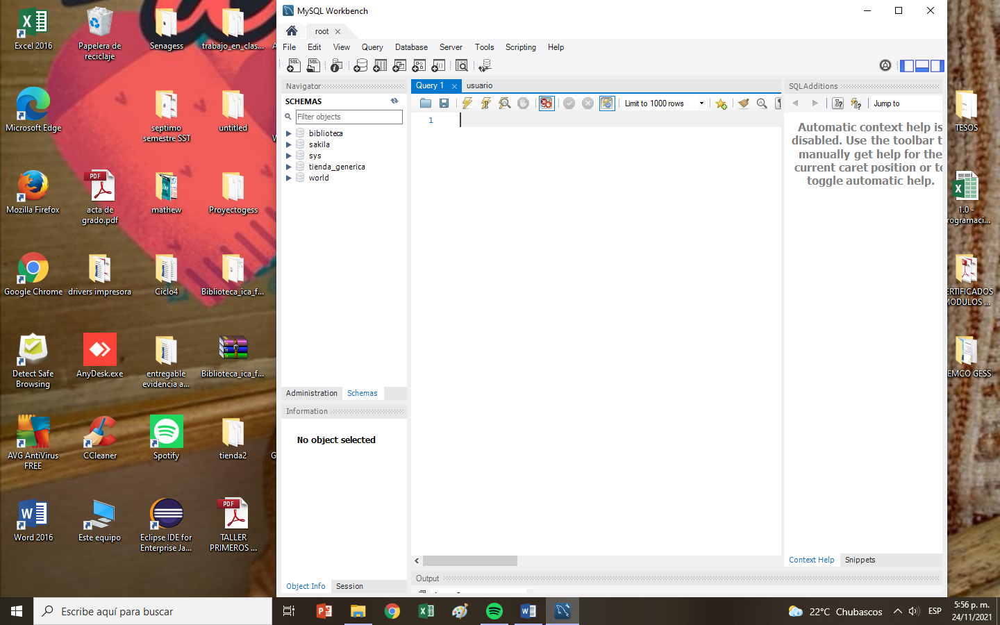 Excel 2016
Papelera de
reciclaje
Senagess
trabajo_en_clas...
Microsoft Edge
septimo
semestre SST
untitled
Mozilla Firefox
PDF
acta de
grado.pdf
mathew
Proyectogess
Google Chrome
drivers impresora
Ciclo4
Biblioteca_ica_f...
Detect Safe
Browsing
AnyDesk.exe
entregable
evidencia a...
Biblioteca_ica_f...
AVG AntiVirus
FREE
CCleaner
Spotify
tienda2
Word 2016
Este equipo
Eclipse IDE for
Enterprise Ja...
PDF
TALLER
PRIMEROS ...
MySQL Workbench
root
File Edit View Query Database Server Tools Scripting Help
Navigator
SCHEMAS
Filter objects
biblioteca
sakila
sys
tienda_generica
world
Administration Schemas
Information
No object selected
Object Info Session
Query 1 usuario
Limit to 1000 rows
1
Output
SQLAdditions
Jump to
Automatic context help is
disabled. Use the toolbar t
manually get help for the
current caret position or to
toggle automatic help.
Context Help Snippets
TESOS
1.0 -
rogramaci...
ERTIFICADOS
MODULOS ...
EMCO GESS
Escribe aquí para buscar
22°C Chubascos
ESP
5:56 p. m.
24/11/2021